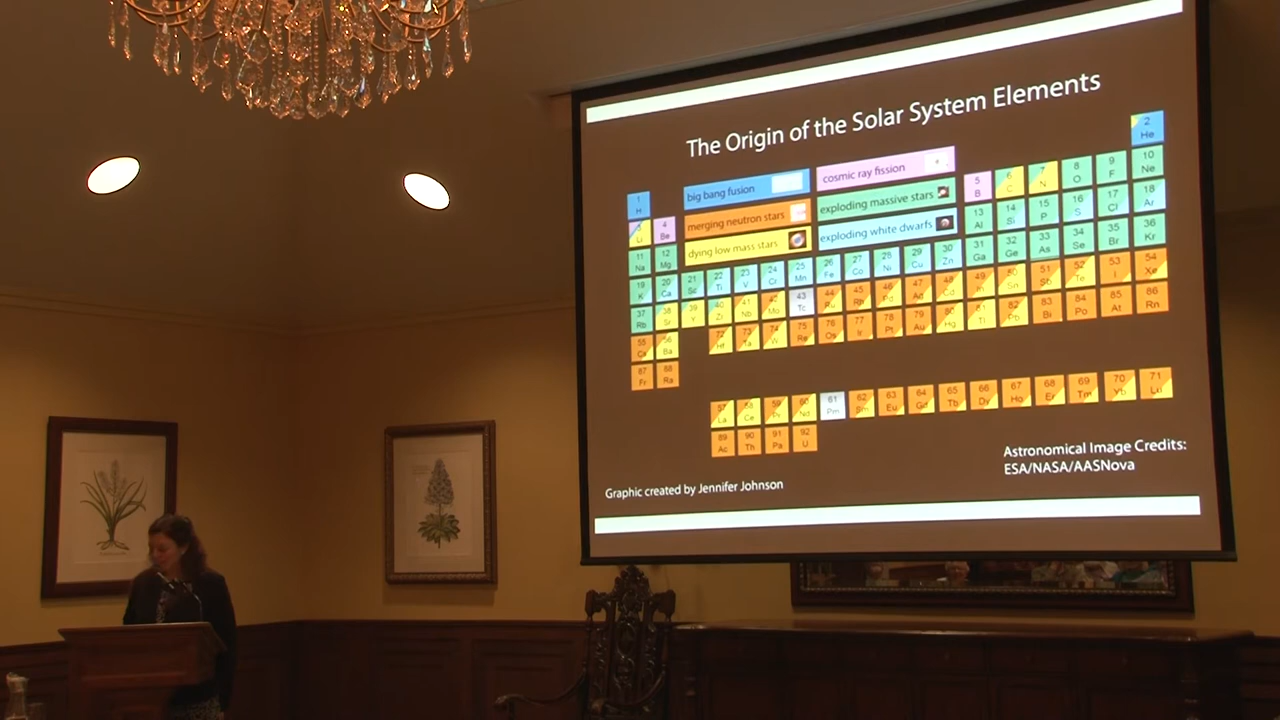 The Origin of the Solar System Elements
big bang fusion
cosmic ray fission
merging neutron stars
exploding massive stars
dying low mass stars
exploding white dwarfs
1 2
H He
3 4 5 6 7 8 9 10
Li Be B C N O F Ne
11 12 13 14 15 16 17 18
Na Mg Al Si P S Cl Ar
19 20 21 22 23 24 25 26 27 28 29 30 31 32 33 34 35 36
K Ca Sc Ti V Cr Mn Fe Co Ni Cu Zn Ga Ge As Se Br Kr
37 38 39 40 41 42 43 44 45 46 47 48 49 50 51 52 53 54
Rb Sr Y Zr Nb Mo Tc Ru Rh Pd Ag Cd In Sn Sb Te I Xe
55 56 72 73 74 75 76 77 78 79 80 81 82 83 84 85 86
Cs Ba Hf Ta W Re Os Ir Pt Au Hg Tl Pb Bi Po At Rn
87 88
Fr Ra
57 58 59 60 61 62 63 64 65 66 67 68 69 70 71
La Ce Pr Nd Pm Sm Eu Gd Tb Dy Ho Er Tm Yb Lu
89 90 91 92
Ac Th Pa U
Astronomical Image Credits:
ESA/NASA/AASNova
Graphic created by Jennifer Johnson